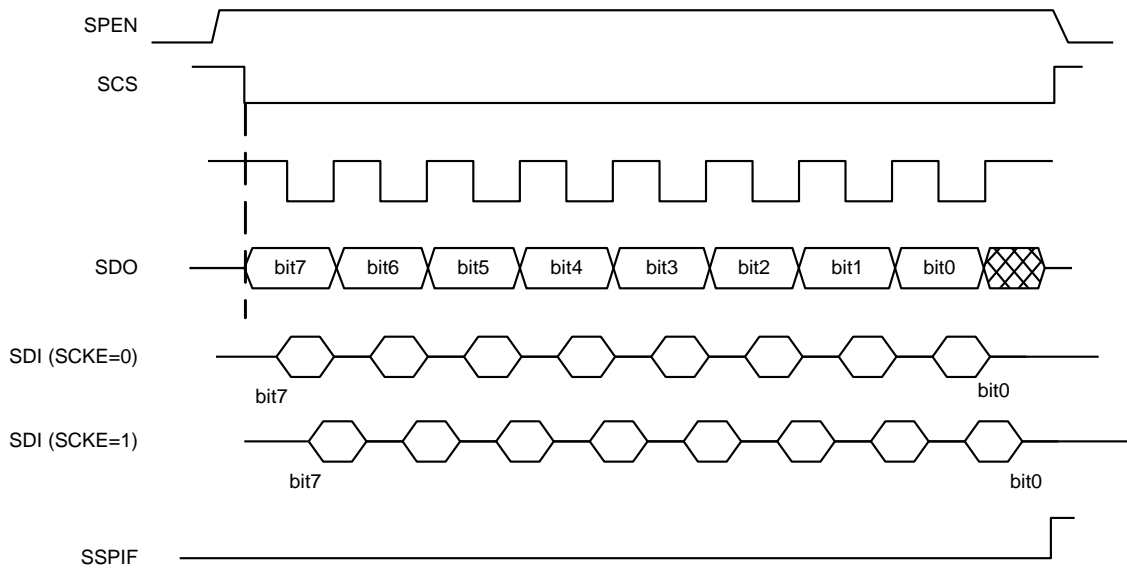 SPEN
SCS
SDO bit7 bit6 bit5 bit4 bit3 bit2 bit1 bit0
SDI (SCKE=0)
bit7 bit0
SDI (SCKE=1)
bit7 bit0
SSPIF